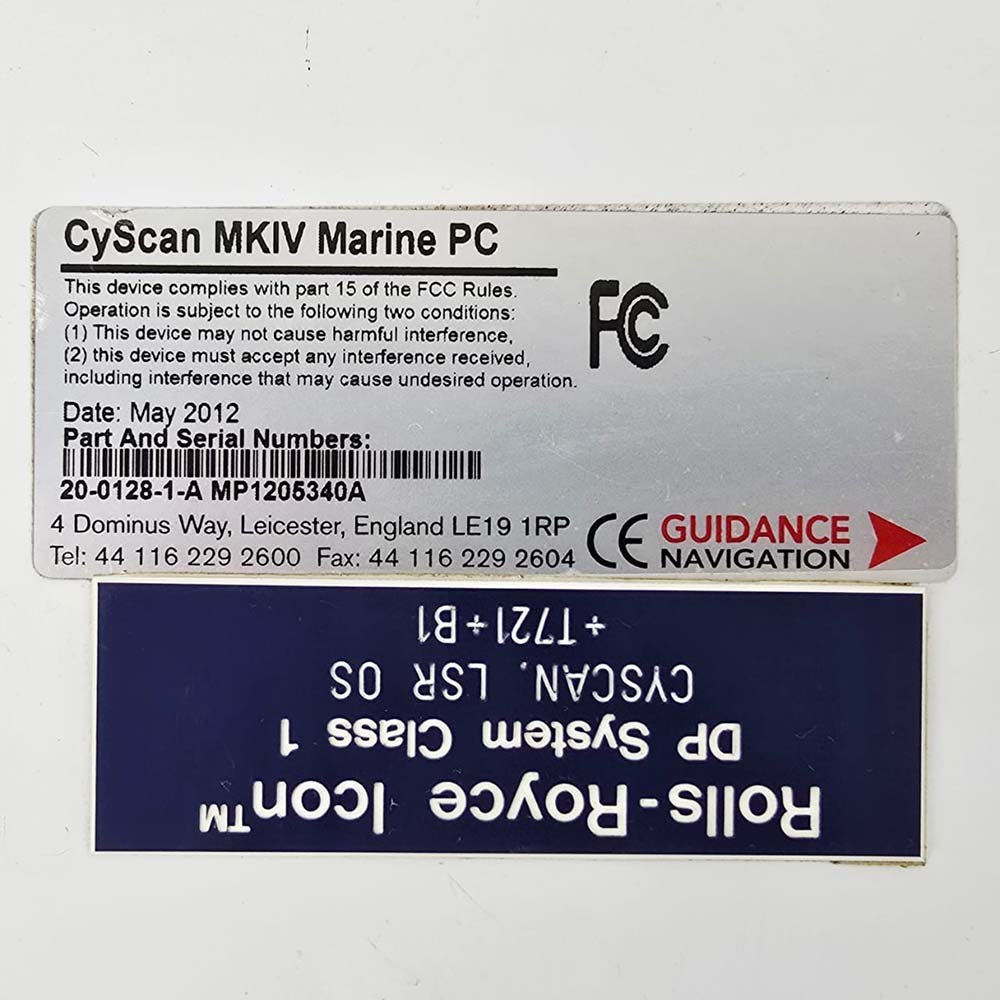 CyScan MKIV Marine PC
This device complies with part 15 of the FCC Rules.
Operation is subject to the following two conditions:
(1) This device may not cause harmful interference,
(2) this device must accept any interference received,
including interference that may cause undesired operation.
FC
Date: May 2012
Part And Serial Numbers:
20-0128-1-A MP1205340A
4 Dominus Way, Leicester, England LE19 1RP
Tel: 44 116 229 2600 Fax: 44 116 229 2604
CE
GUIDANCE
NAVIGATION
Rolls-Royce Icon™
DP System Class 1
CYSCAN, LSR OS
+T721+B1